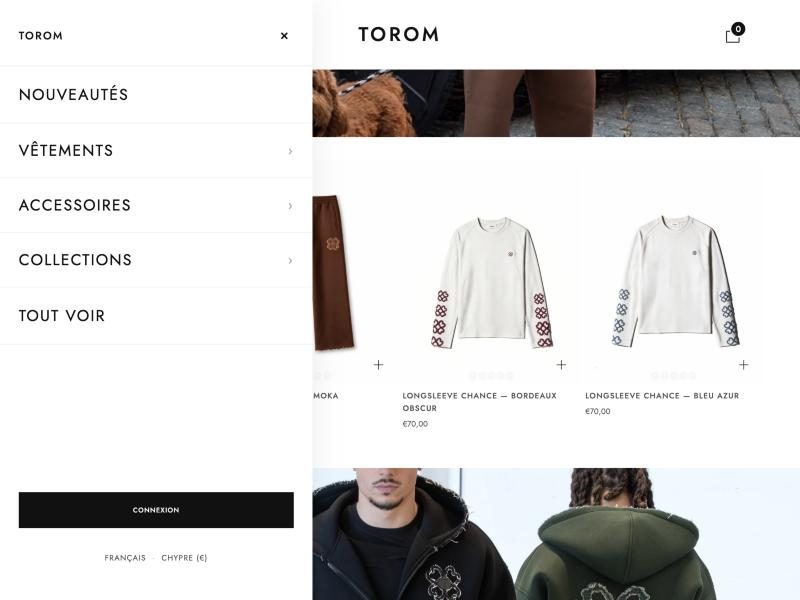 TOROM
NOUVEAUTÉS
VÊTEMENTS
ACCESSOIRES
COLLECTIONS
TOUT VOIR
CONNEXION
FRANÇAIS · CHYPRE (€)
TOROM
0
MOKA
LONGSLEEVE CHANCE — BORDEAUX
OBSCUR
€70,00
LONGSLEEVE CHANCE — BLEU AZUR
€70,00